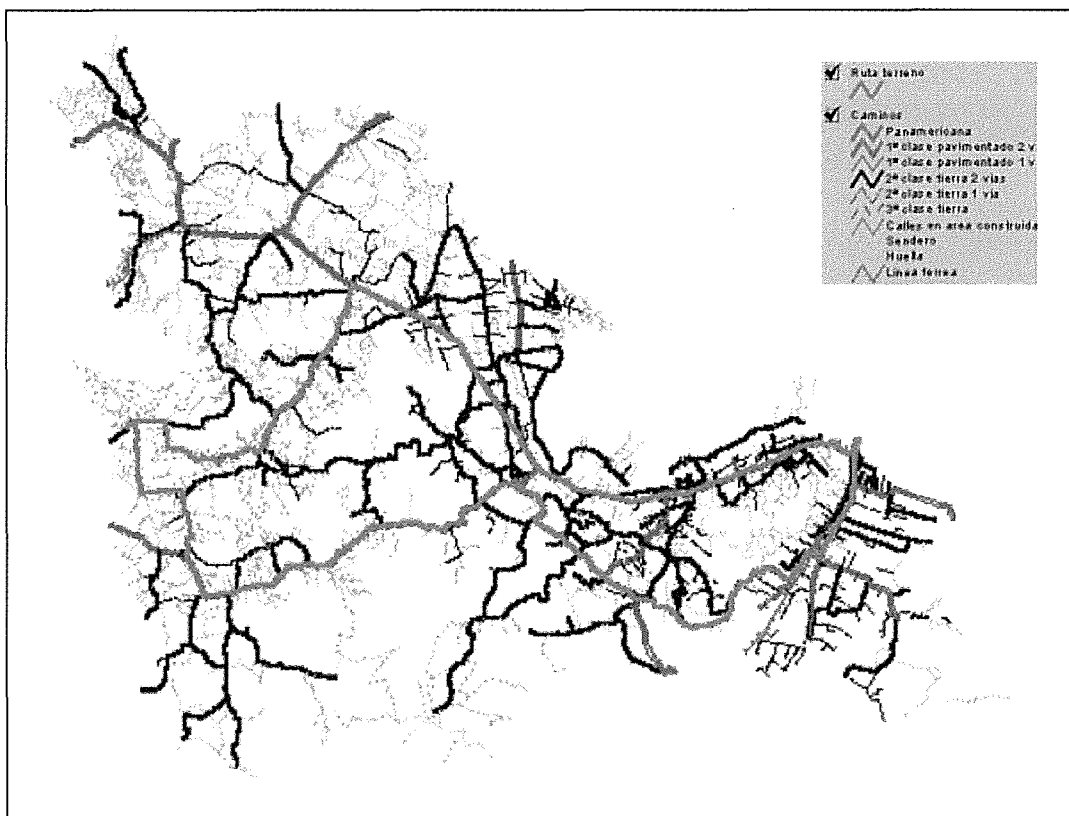 Ruta terreno
Caminos
Panamericana
1ª clase pavimentado 2 v
1ª clase pavimentado 1 v
2ª clase tierra 2 vias
2ª clase tierra 1 via
3ª clase tierra
Calles en area construida
Sendero
Huella
Linea ferrea